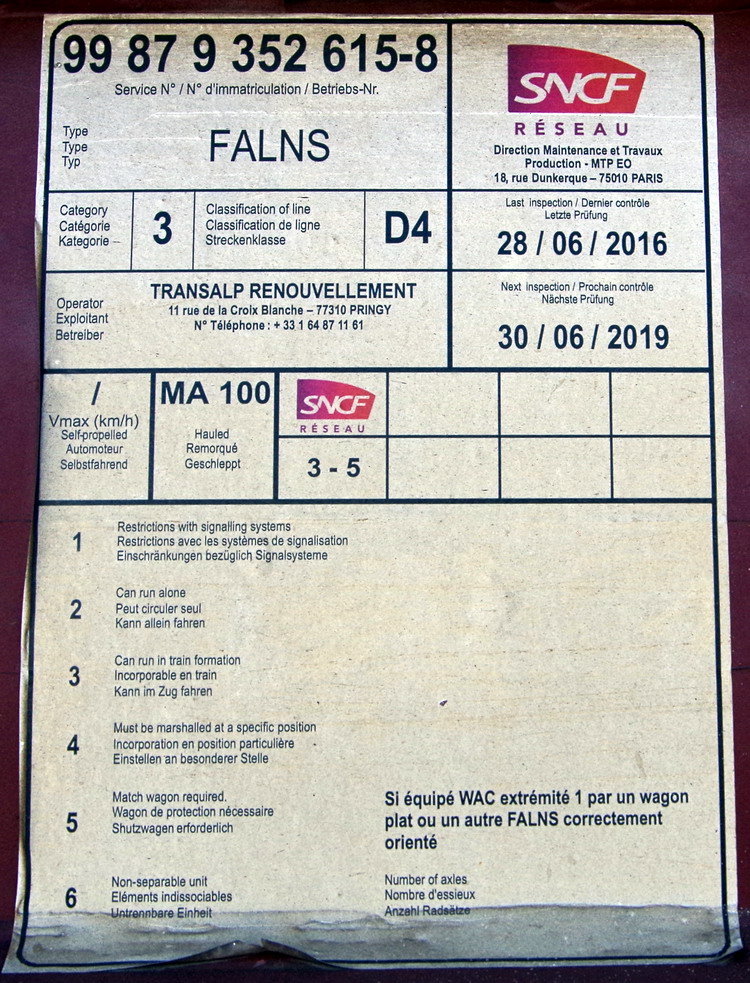 99 87 9 352 615-8
Service N° / N° d'immatriculation / Betriebs-Nr.
Type
Type
Typ
FALNS
SNCF
RÉSEAU
Direction Maintenance et Travaux
Production - MTP EO
18, rue Dunkerque – 75010 PARIS
Category
Catégorie
Kategorie
3
Classification of line
Classification de ligne
Streckenklasse
D4
Last inspection / Dernier contrôle
Letzte Prüfung
28 / 06 / 2016
Operator
Exploitant
Betreiber
TRANSALP RENOUVELLEMENT
11 rue de la Croix Blanche – 77310 PRINGY
N° Téléphone : + 33 1 64 87 11 61
Next inspection / Prochain contrôle
Nächste Prüfung
30 / 06 / 2019
/
Vmax (km/h)
Self-propelled
Automoteur
Selbstfahrend
MA 100
Hauled
Remorqué
Geschleppt
SNCF
RÉSEAU
3 - 5
1
Restrictions with signalling systems
Restrictions avec les systèmes de signalisation
Einschränkungen bezüglich Signalsysteme
2
Can run alone
Peut circuler seul
Kann allein fahren
3
Can run in train formation
Incorporable en train
Kann im Zug fahren
4
Must be marshalled at a specific position
Incorporation en position particulière
Einstellen an besonderer Stelle
5
Match wagon required.
Wagon de protection nécessaire
Shutzwagen erforderlich
Si équipé WAC extrémité 1 par un wagon
plat ou un autre FALNS correctement
orienté
6
Non-separable unit
Eléments indissociables
Untrennbare Einheit
Number of axles
Nombre d'essieux
Anzahl Radsätze